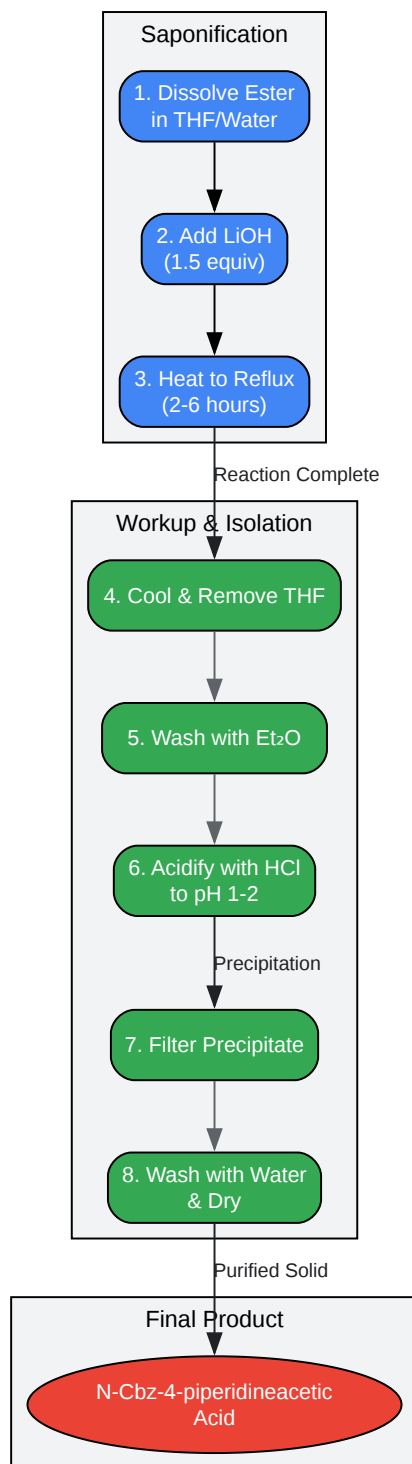 Saponification
1. Dissolve Ester
in THF/Water
2. Add LiOH
(1.5 equiv)
3. Heat to Reflux
(2-6 hours)
Reaction Complete
Workup & Isolation
4. Cool & Remove THF
5. Wash with Et₂O
6. Acidify with HCl
to pH 1-2
Precipitation
7. Filter Precipitate
8. Wash with Water
& Dry
Purified Solid
Final Product
N-Cbz-4-piperidineacetic
Acid